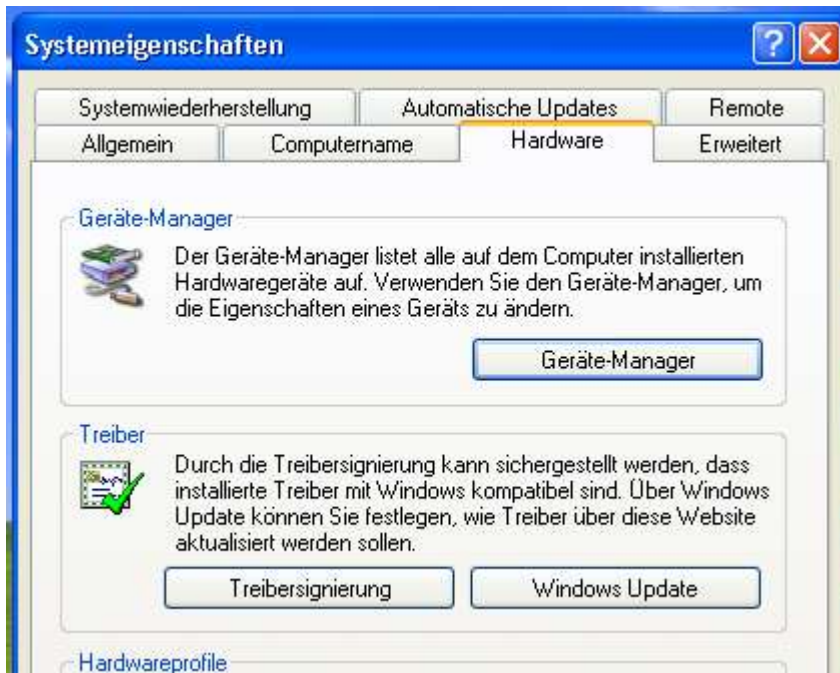 Systemeigenschaften
Systemwiederherstellung
Automatische Updates
Remote
Allgemein
Computername
Hardware
Erweitert
Geräte-Manager
Der Geräte-Manager listet alle auf dem Computer installierten
Hardwaregeräte auf. Verwenden Sie den Geräte-Manager, um
die Eigenschaften eines Geräts zu ändern.
Geräte-Manager
Treiber
Durch die Treibersignierung kann sichergestellt werden, dass
installierte Treiber mit Windows kompatibel sind. Über Windows
Update können Sie festlegen, wie Treiber über diese Website
aktualisiert werden sollen.
Treibersignierung
Windows Update
Hardwareprofile